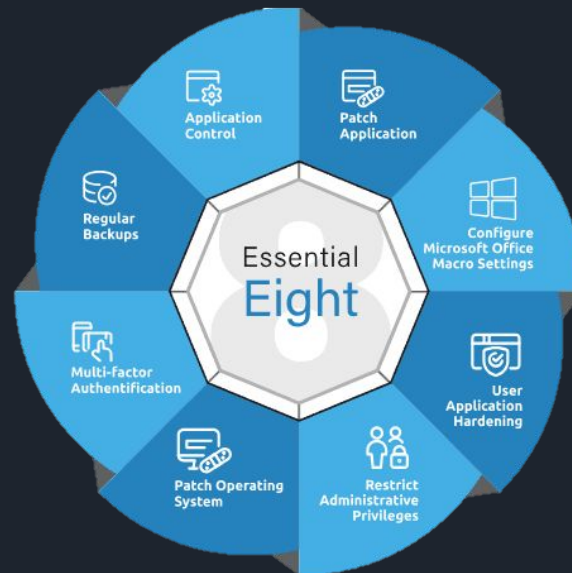 Essential
Eight
Application
Control
Patch
Application
Configure
Microsoft Office
Macro Settings
User
Application
Hardening
Restrict
Administrative
Privileges
Patch Operating
System
Multi-factor
Authentification
Regular
Backups